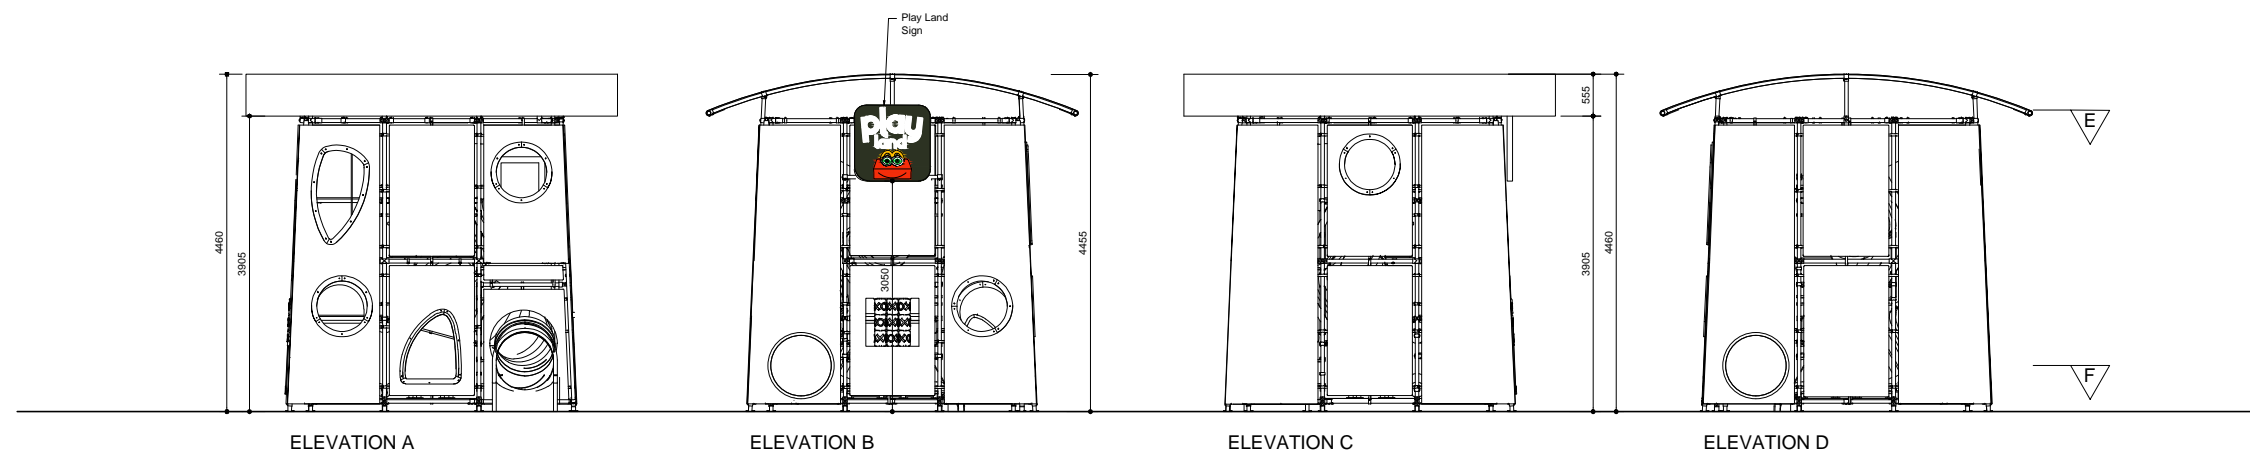 Play Land
Sign
play
land
4460
3905
3050
4455
555
3905
4460
E
F
ELEVATION A
ELEVATION B
ELEVATION C
ELEVATION D